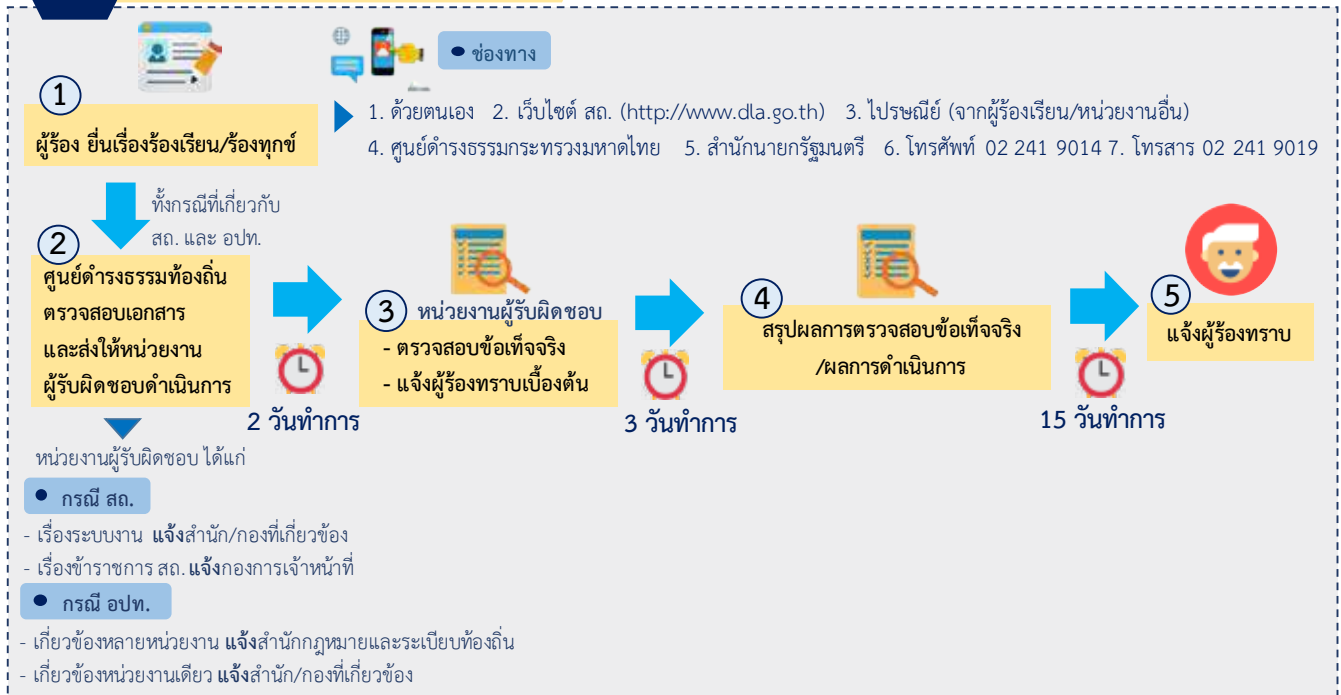 ช่องทาง
1
ผู้ร้อง ยื่นเรื่องร้องเรียน/ร้องทุกข์
1. ด้วยตนเอง 2. เว็บไซต์ สถ. (http://www.dla.go.th) 3. ไปรษณีย์ (จากผู้ร้องเรียน/หน่วยงานอื่น)
4. ศูนย์ดำรงธรรมกระทรวงมหาดไทย 5. สำนักนายกรัฐมนตรี 6. โทรศัพท์ 02 241 9014 7. โทรสาร 02 241 9019
ทั้งกรณีที่เกี่ยวกับ
สถ. และ อปท.
2
ศูนย์ดำรงธรรมท้องถิ่น
ตรวจสอบเอกสาร
และส่งให้หน่วยงาน
ผู้รับผิดชอบดำเนินการ
2 วันทำการ
3 หน่วยงานผู้รับผิดชอบ
- ตรวจสอบข้อเท็จจริง
- แจ้งผู้ร้องทราบเบื้องต้น
3 วันทำการ
4
สรุปผลการตรวจสอบข้อเท็จจริง
/ผลการดำเนินการ
15 วันทำการ
5
แจ้งผู้ร้องทราบ
หน่วยงานผู้รับผิดชอบ ได้แก่
กรณี สถ.
- เรื่องระบบงาน แจ้งสำนัก/กองที่เกี่ยวข้อง
- เรื่องข้าราชการ สถ. แจ้งกองการเจ้าหน้าที่
กรณี อปท.
- เกี่ยวข้องหลายหน่วยงาน แจ้งสำนักกฎหมายและระเบียบท้องถิ่น
- เกี่ยวข้องหน่วยงานเดียว แจ้งสำนัก/กองที่เกี่ยวข้อง